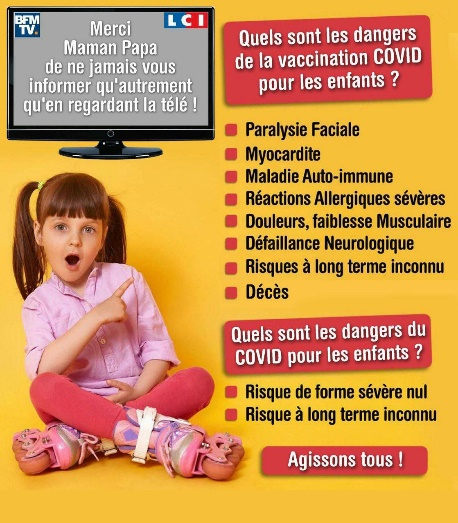 BFM
TV.
LCI
Merci
Maman Papa
de ne jamais vous
informer qu'autrement
qu'en regardant la télé !
Quels sont les dangers
de la vaccination COVID
pour les enfants ?
Paralysie Faciale
Myocardite
Maladie Auto-immune
Réactions Allergiques sévères
Douleurs, faiblesse Musculaire
Défaillance Neurologique
Risques à long terme inconnu
Décès
Quels sont les dangers du
COVID pour les enfants ?
Risque de forme sévère nul
Risque à long terme inconnu
Agissons tous !